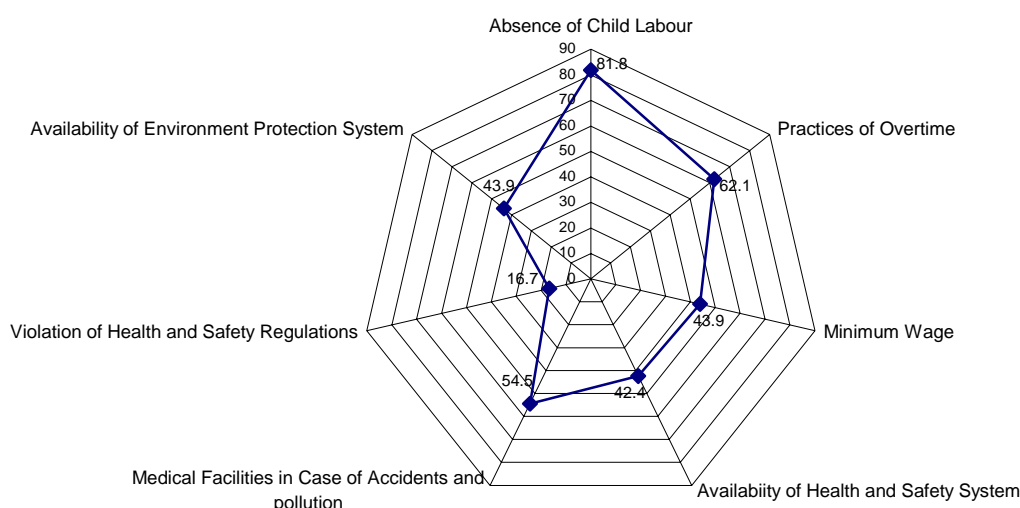 Absence of Child Labour
90
80
70
60
50
40
30
20
10
0
81.8
Practices of Overtime
62.1
Minimum Wage
43.9
Availabiity of Health and Safety System
42.4
Medical Facilities in Case of Accidents and
pollution
54.5
Violation of Health and Safety Regulations
16.7
Availability of Environment Protection System
43.9